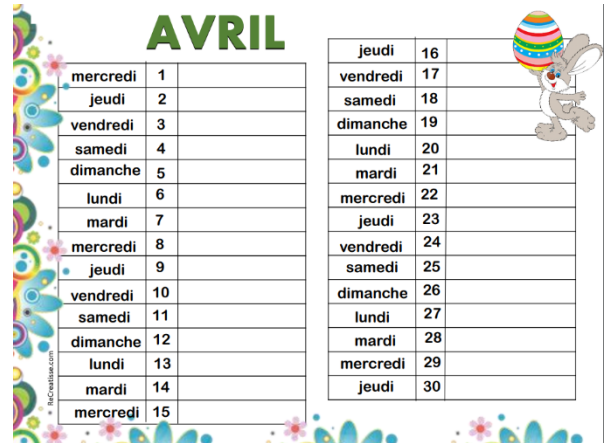 AVRIL
mercredi 1
jeudi 2
vendredi 3
samedi 4
dimanche 5
lundi 6
mardi 7
mercredi 8
jeudi 9
vendredi 10
samedi 11
dimanche 12
lundi 13
mardi 14
mercredi 15
jeudi 16
vendredi 17
samedi 18
dimanche 19
lundi 20
mardi 21
mercredi 22
jeudi 23
vendredi 24
samedi 25
dimanche 26
lundi 27
mardi 28
mercredi 29
jeudi 30
ReCreatisse.com